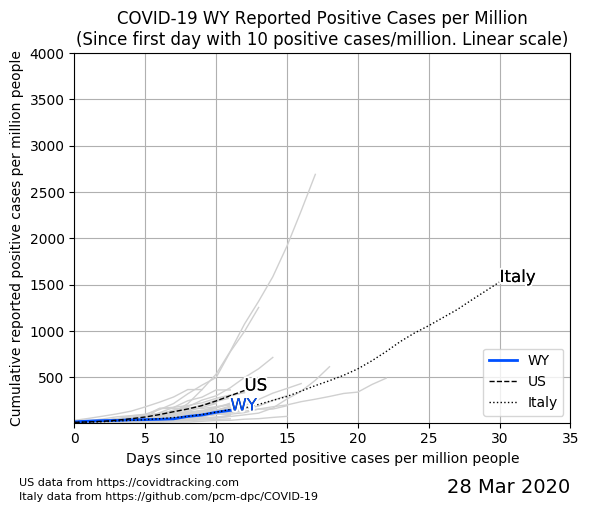 COVID-19 WY Reported Positive Cases per Million
(Since first day with 10 positive cases/million. Linear scale)
Cumulative reported positive cases per million people
4000
3500
3000
2500
2000
1500
1000
500
Italy
US
WY
WY
US
Italy
0 5 10 15 20 25 30 35
Days since 10 reported positive cases per million people
US data from https://covidtracking.com
Italy data from https://github.com/pcm-dpc/COVID-19
28 Mar 2020